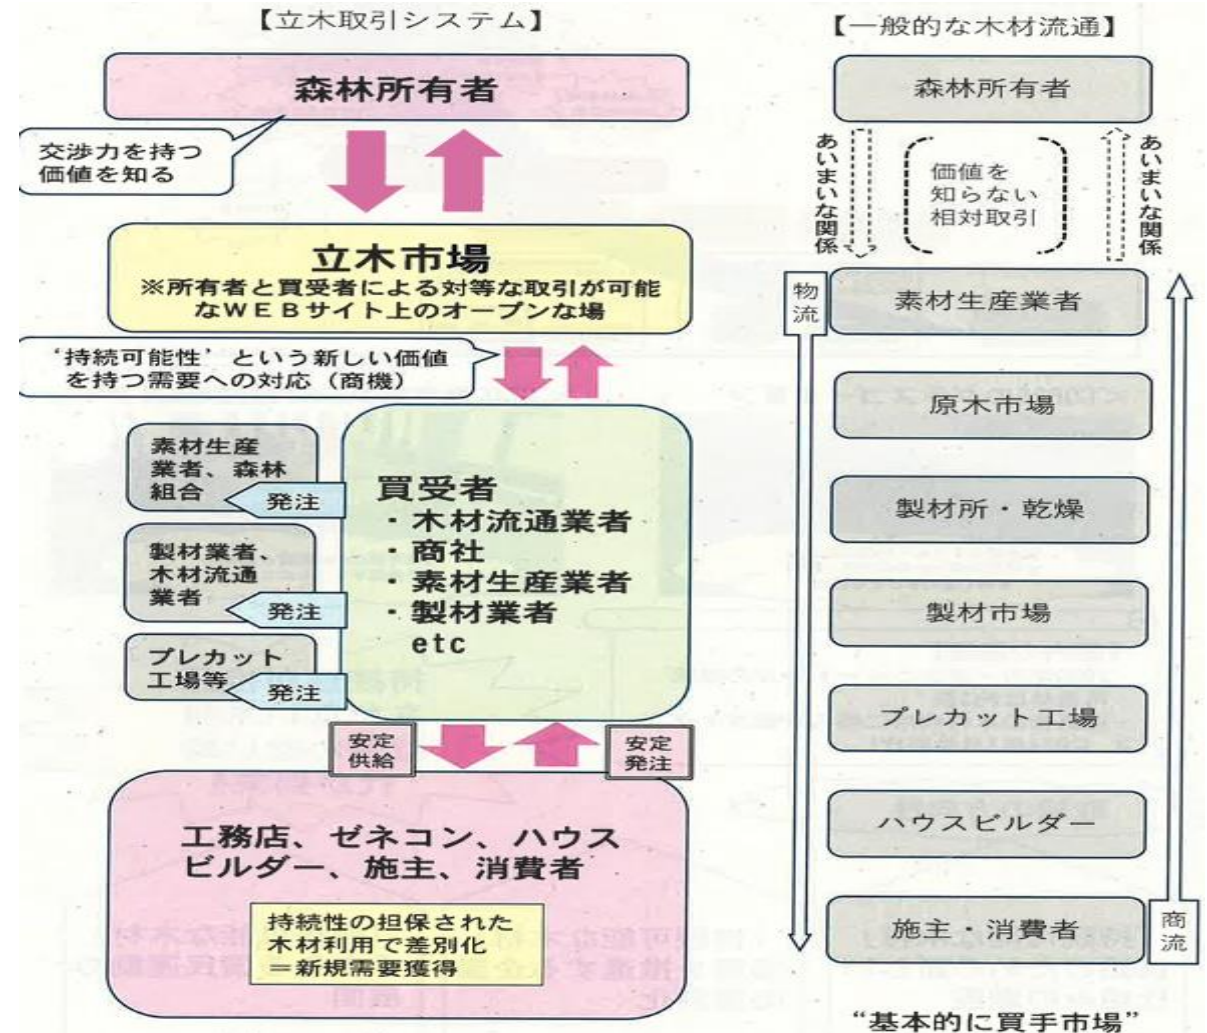 【立木取引システム】
森林所有者
交渉力を持つ
価値を知る
立木市場
※所有者と買受者による対等な取引が可能
なWEBサイト上のオープンな場
‘持続可能性’という新しい価値
を持つ需要への対応（商機）
素材生産
業者、森林
組合
発注
製材業者、
木材流通
業者
発注
プレカット
工場等
発注
買受者
・木材流通業者
・商社
・素材生産業者
・製材業者
etc
安定
供給
安定
発注
工務店、ゼネコン、ハウス
ビルダー、施主、消費者
持続性の担保された
木材利用で差別化
＝新規需要獲得
【一般的な木材流通】
森林所有者
あいまいな関係
価値を
知らない
相対取引
あいまいな関係
物流
素材生産業者
原木市場
製材所・乾燥
製材市場
プレカット工場
ハウスビルダー
施主・消費者
商流
“基本的に買手市場”